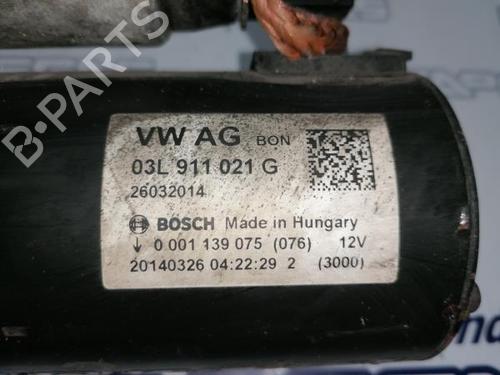 VW AG BON
03L 911 021 G
26032014
BOSCH Made in Hungary
↓ 0 001 139 075 (076) 12V
20140326 04:22:29 2 (3000)